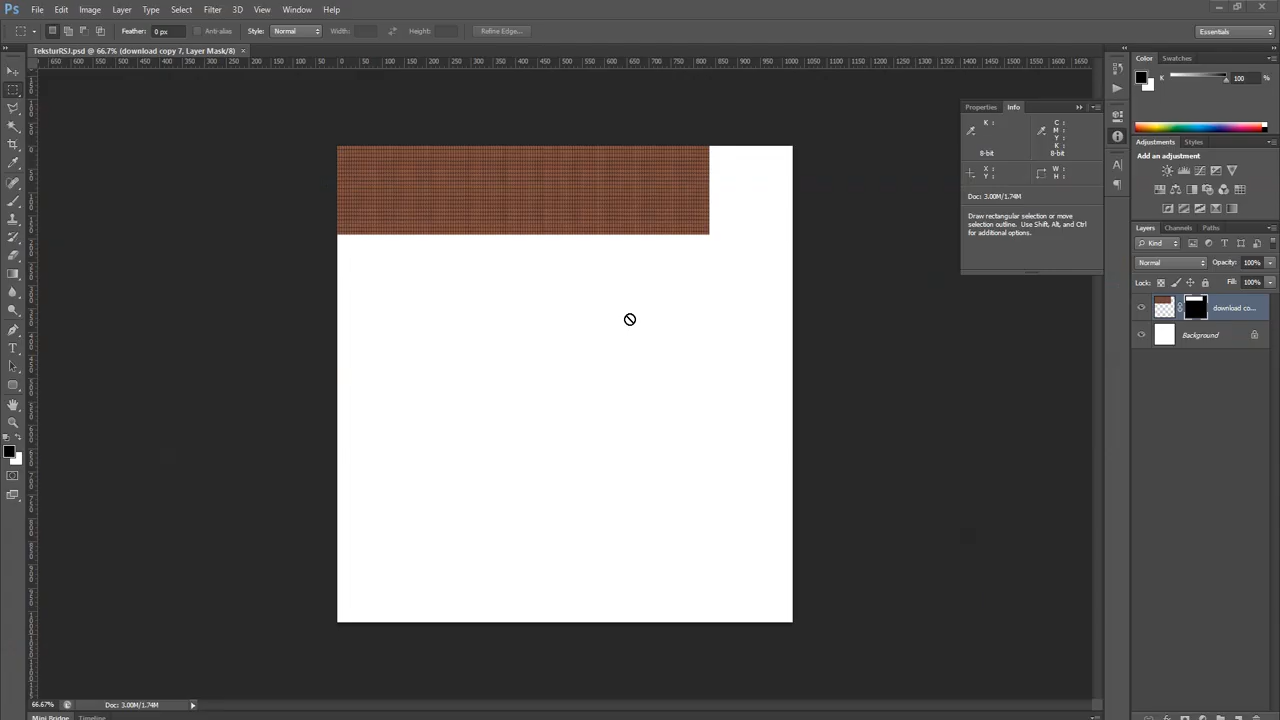 Ps File Edit Image Layer Type Select Filter 3D View Window Help
Feather: 0 px Anti-alias Style: Normal Width: Height: Refine Edge... Essentials
TeksturRSJ.psd @ 66.7% (download copy 7, Layer Mask/8) ×
650 600 550 500 450 400 350 300 250 200 150 100 50 0 50 100 150 200 250 300 350 400 450 500 550 600 650 700 750 800 850 900 950 1000 1050 1100 1150 1200 1250 1300 1350 1400 1450 1500 1550 1600 1650
Color Swatches
K 100 %
Properties Info
K : C :
M :
Y :
K :
8-bit 8-bit
X : W :
Y : H :
Doc: 3.00M/1.74M
Draw rectangular selection or move
selection outline. Use Shift, Alt, and Ctrl
for additional options.
Adjustments Styles
Add an adjustment
Layers Channels Paths
Kind
Normal Opacity: 100%
Lock: Fill: 100%
download co...
Background
66.67% Doc: 3.00M/1.74M
Mini Bridge Timeline